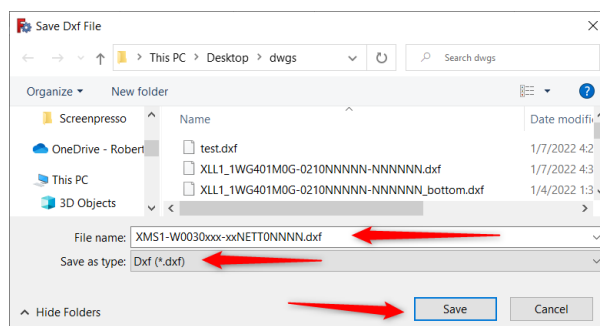 Save Dxf File
This PC > Desktop > dwgs
Search dwgs
Organize
New folder
Screenpresso
OneDrive - Robert
This PC
3D Objects
Name
Date modifi
test.dxf
1/7/2022 4:2
XLL1_1WG401M0G-0210NNNNN-NNNNNN.dxf
1/7/2022 4:3
XLL1_1WG401M0G-0210NNNNN-NNNNNN_bottom.dxf
1/4/2022 1:3
File name: XMS1-W0030xxx-xxNETT0NNNN.dxf
Save as type: Dxf (*.dxf)
Hide Folders
Save
Cancel